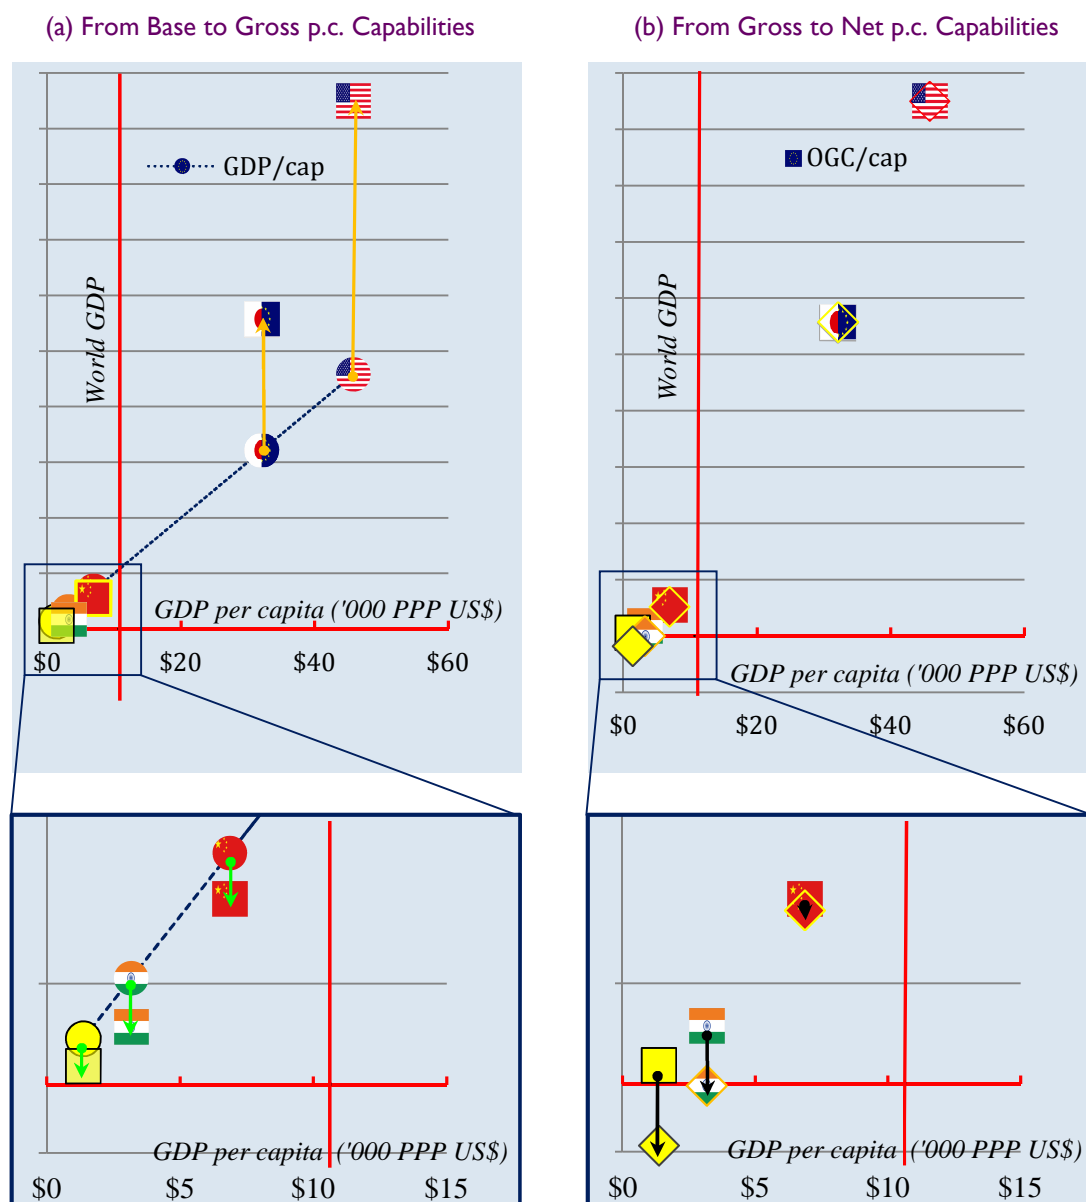 (a) From Base to Gross p.c. Capabilities
GDP/cap
World GDP
GDP per capita ('000 PPP US$)
$0 $20 $40 $60
GDP per capita ('000 PPP US$)
$0 $5 $10 $15
(b) From Gross to Net p.c. Capabilities
OGC/cap
World GDP
GDP per capita ('000 PPP US$)
$0 $20 $40 $60
GDP per capita ('000 PPP US$)
$0 $5 $10 $15